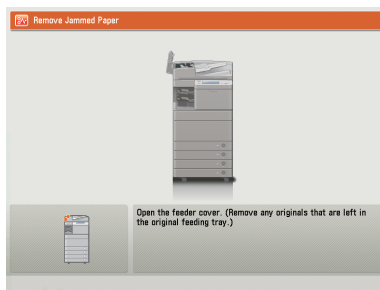 Remove Jammed Paper
Open the feeder cover. (Remove any originals that are left in
the original feeding tray.)